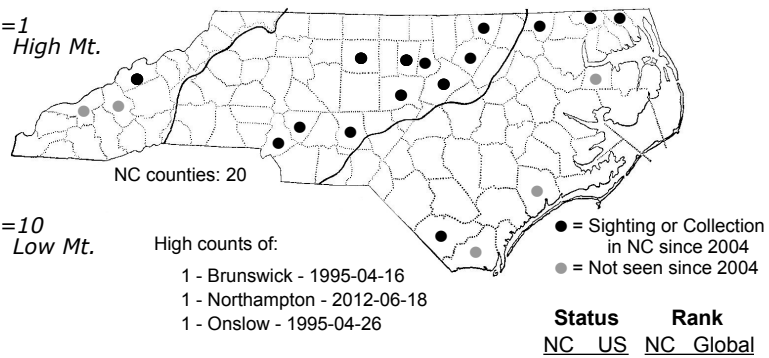 =1
High Mt.
NC counties: 20
=10
Low Mt.
High counts of:
1 - Brunswick - 1995-04-16
1 - Northampton - 2012-06-18
1 - Onslow - 1995-04-26
= Sighting or Collection
in NC since 2004
= Not seen since 2004
Status Rank
NC US NC Global